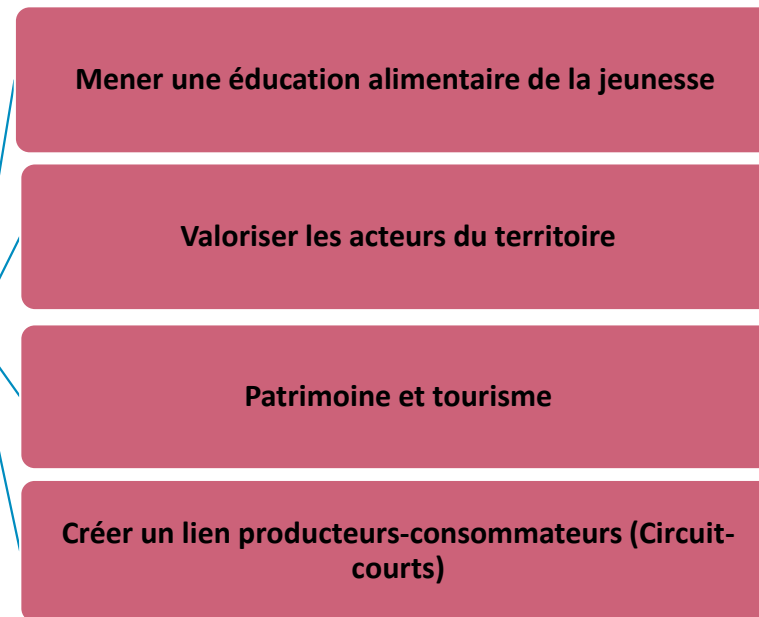 Mener une éducation alimentaire de la jeunesse
Valoriser les acteurs du territoire
Patrimoine et tourisme
Créer un lien producteurs-consommateurs (Circuit-
courts)